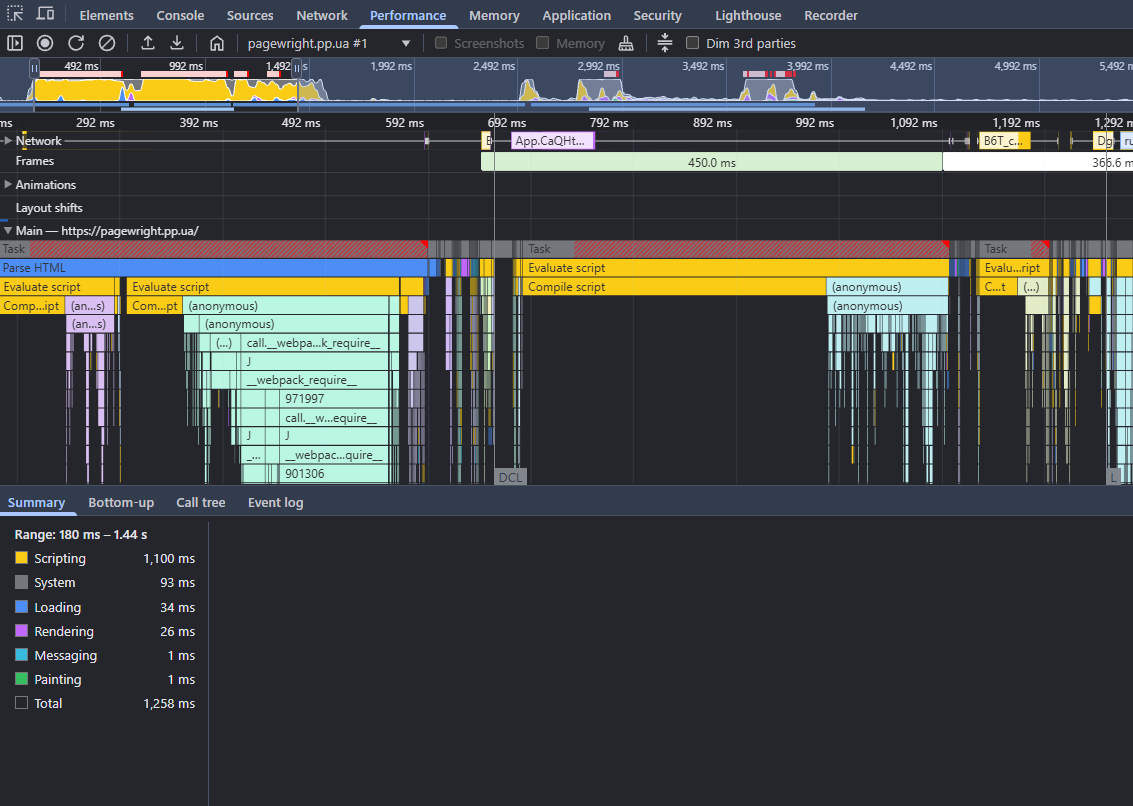 Elements Console Sources Network Performance Memory Application Security Lighthouse Recorder
pagewright.pp.ua #1 Screenshots Memory Dim 3rd parties
492 ms 992 ms 1,492 1,992 ms 2,492 ms 2,992 ms 3,492 ms 3,992 ms 4,492 ms 4,992 ms 5,492 m
ms 292 ms 392 ms 492 ms 592 ms 692 ms 792 ms 892 ms 992 ms 1,092 ms 1,192 ms 1,292 m
Network App.CaQHt... B6T_c... Dg ru
Frames 450.0 ms 366.6 m
Animations
Layout shifts
Main — https://pagewright.pp.ua/
Task Task Task
Parse HTML Evaluate script Evalu...ript
Evaluate script Evaluate script Compile script (anonymous) C...t (...)
Comp...ipt (an...s) Com...pt (anonymous) (anonymous)
(an...s) (anonymous)
(...) call.__webpa...k_require__
J
__webpack_require__
971997
call.__w...equire__
J J
_... __webpac...quire__
901306
DCL L
Summary Bottom-up Call tree Event log
Range: 180 ms – 1.44 s
Scripting 1,100 ms
System 93 ms
Loading 34 ms
Rendering 26 ms
Messaging 1 ms
Painting 1 ms
Total 1,258 ms